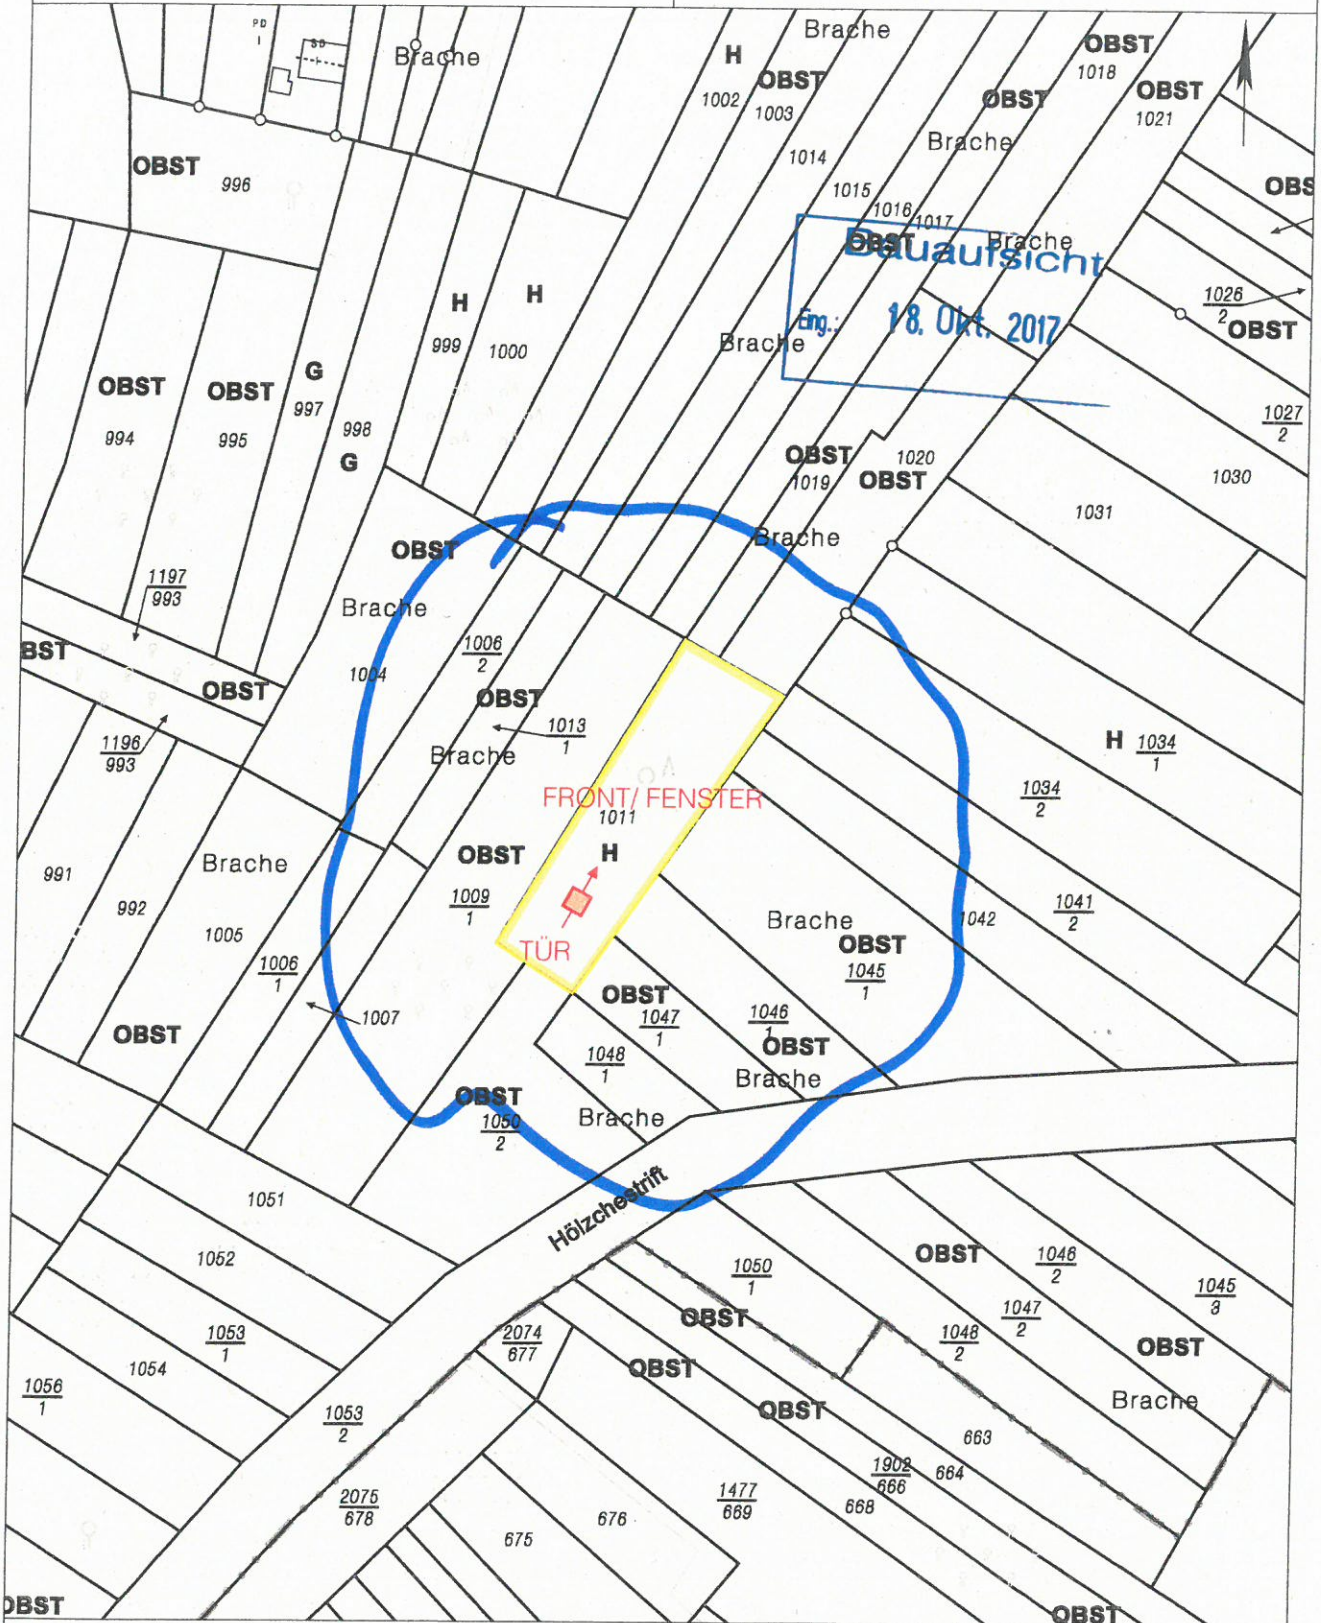 PD
SD
Brache
Brache
H
OBST
1002
1003
OBST
1018
OBST
1021
OBST
Brache
OBST
996
1014
1015
1016
1017
OBS
OBST
Brache
Bauaufsicht
Eing.: 18. Okt. 2017
1026
2
OBST
H
H
999
1000
Brache
G
997
OBST
994
OBST
995
998
G
1027
2
OBST
1019
1020
OBST
1030
1031
Brache
OBST
1197
993
Brache
1006
2
BST
OBST
1004
OBST
1013
1
Brache
1196
993
H
1034
1
1034
2
FRONT/ FENSTER
1011
H
OBST
1009
1
TÜR
991
992
Brache
1005
1006
1
1007
OBST
Brache
OBST
1045
1
1042
1041
2
OBST
1047
1
1046
1
OBST
Brache
1048
1
Brache
OBST
1050
2
Hölzchestrift
1051
1052
1053
1
1054
1056
1
1053
2
1050
1
OBST
OBST
1046
2
1045
3
1047
2
1048
2
OBST
Brache
2074
677
OBST
OBST
663
664
1902
666
668
1477
669
2075
678
675
676
OBST
OBST